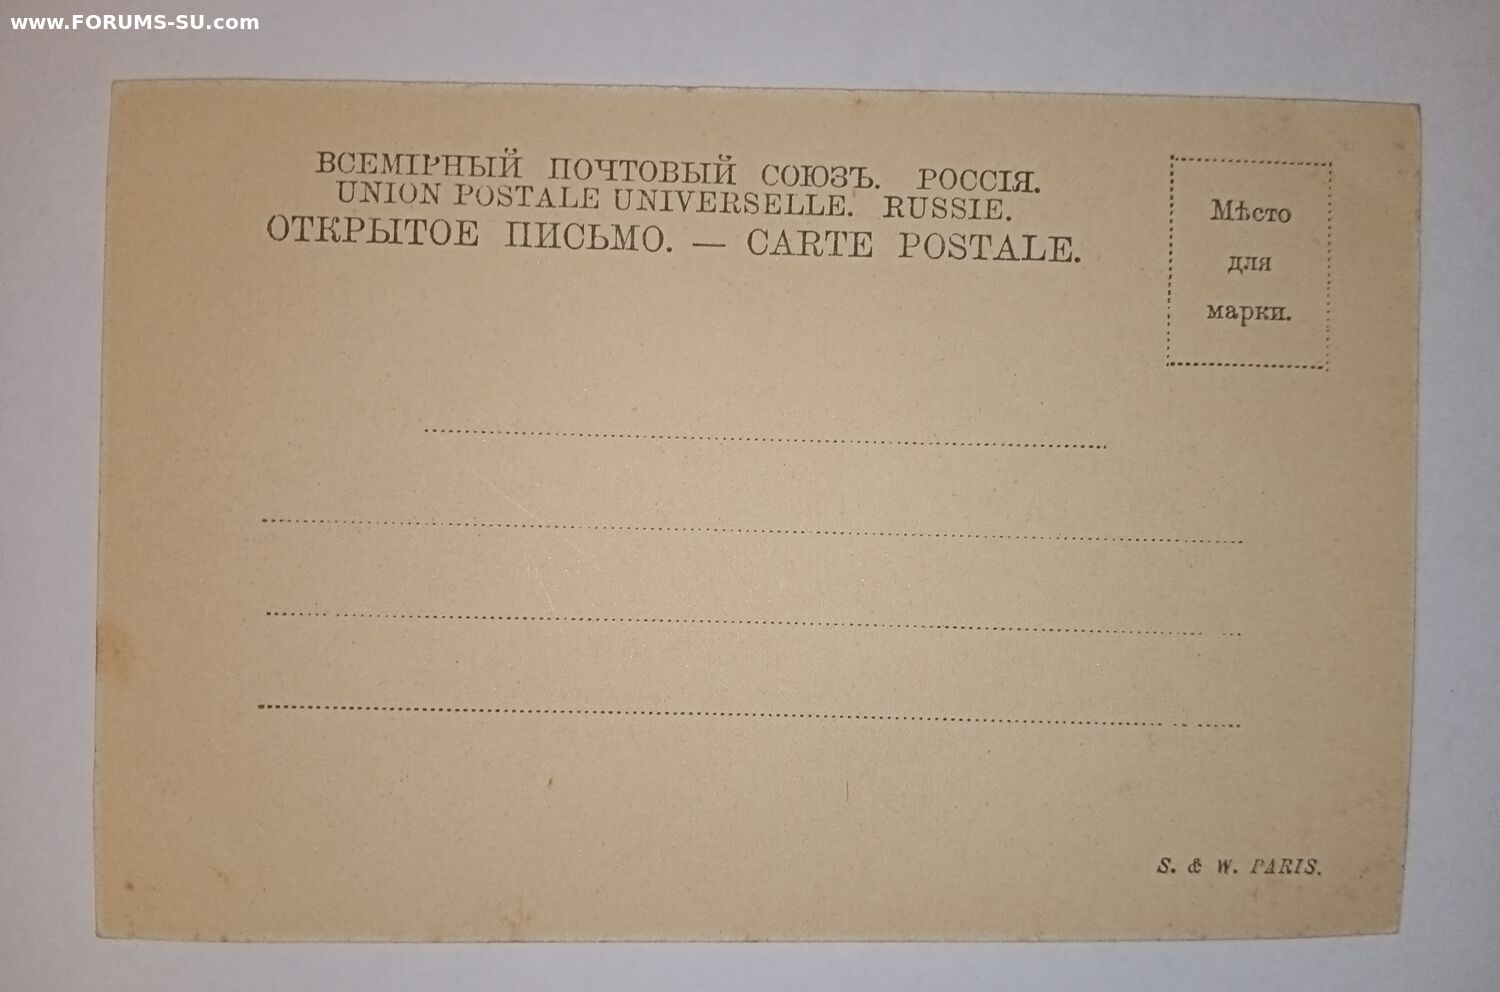 www.FORUMS-SU.com
ВСЕМІРНЫЙ ПОЧТОВЫЙ СОЮЗЪ. РОССІЯ.
UNION POSTALE UNIVERSELLE. RUSSIE.
ОТКРЫТОЕ ПИСЬМО. — CARTE POSTALE.
Мѣсто
для
марки.
S. & W. PARIS.